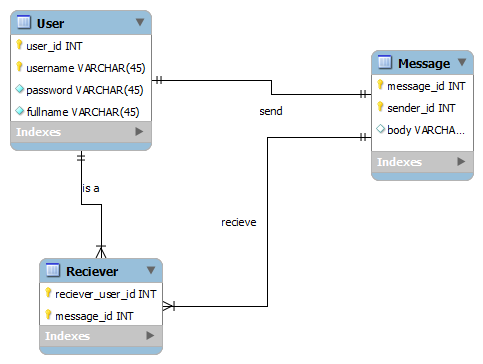 User
user_id INT
username VARCHAR(45)
password VARCHAR(45)
fullname VARCHAR(45)
Indexes
Message
message_id INT
sender_id INT
body VARCHA...
Indexes
send
is a
recieve
Reciever
reciever_user_id INT
message_id INT
Indexes